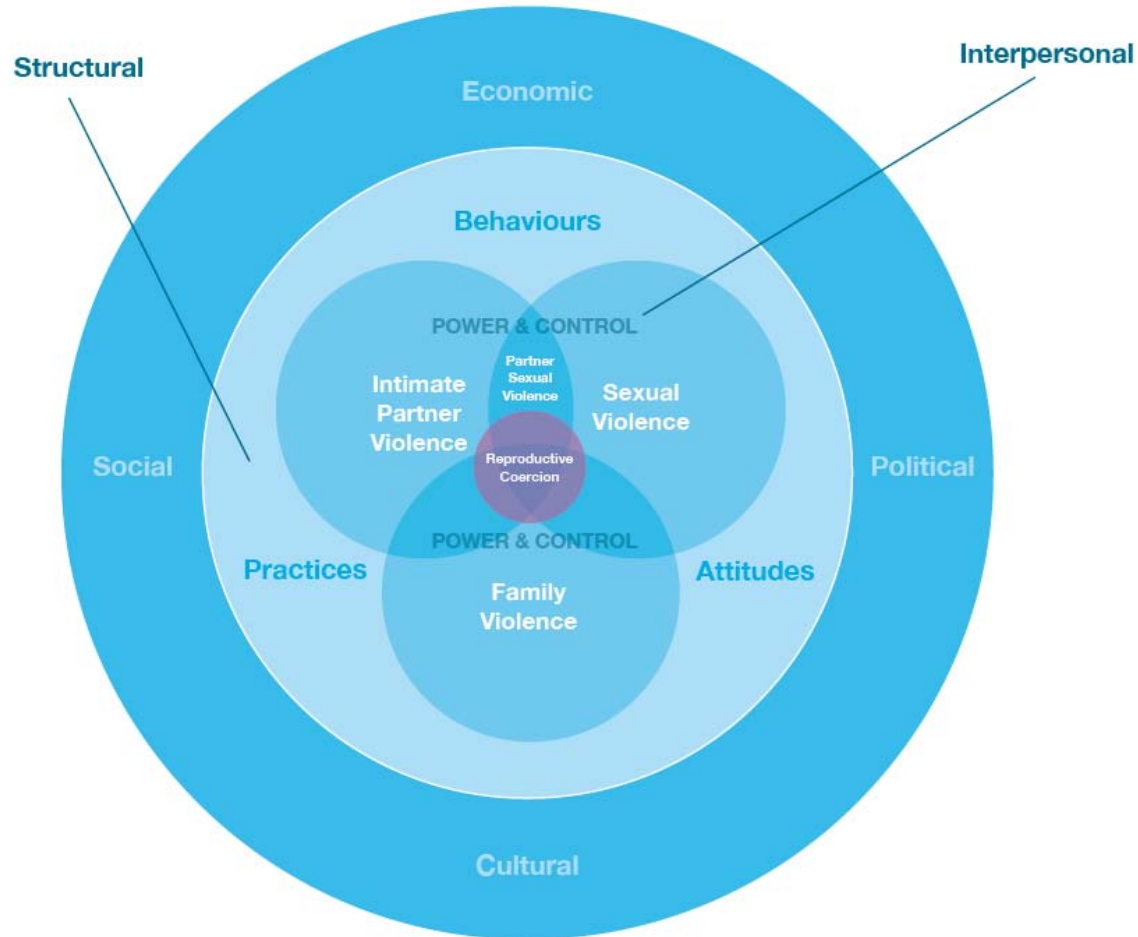 Structural
Interpersonal
Economic
Behaviours
POWER & CONTROL
Partner
Sexual
Violence
Intimate
Partner
Violence
Sexual
Violence
Reproductive
Coercion
Social
Political
POWER & CONTROL
Practices
Attitudes
Family
Violence
Cultural